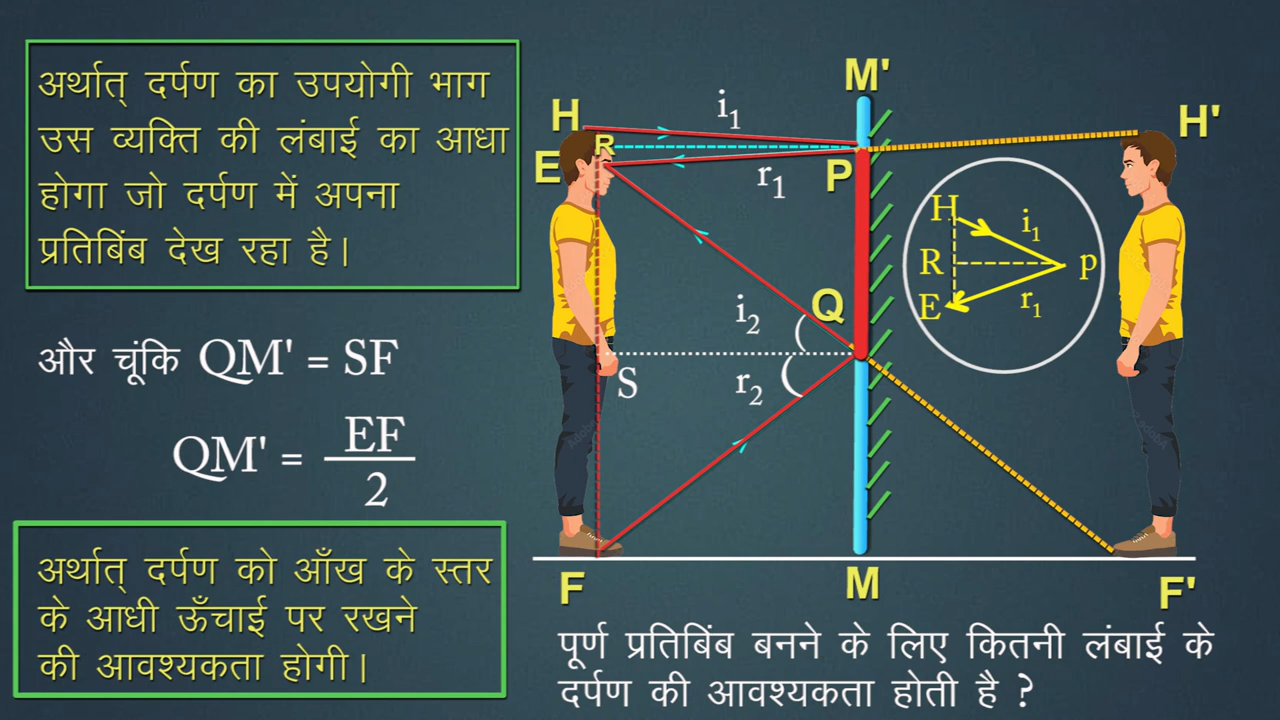 अर्थात् दर्पण का उपयोगी भाग
उस व्यक्ति की लंबाई का आधा
होगा जो दर्पण में अपना
प्रतिबिंब देख रहा है।
और चूंकि QM' = SF
QM' = EF
2
अर्थात् दर्पण को आँख के स्तर
के आधी ऊँचाई पर रखने
की आवश्यकता होगी।
M'
H
i1
H'
R
E
r1
P
H
i1
R
p
E
r1
Q
i2
S
r2
F
M
F'
पूर्ण प्रतिबिंब बनने के लिए कितनी लंबाई के
दर्पण की आवश्यकता होती है ?